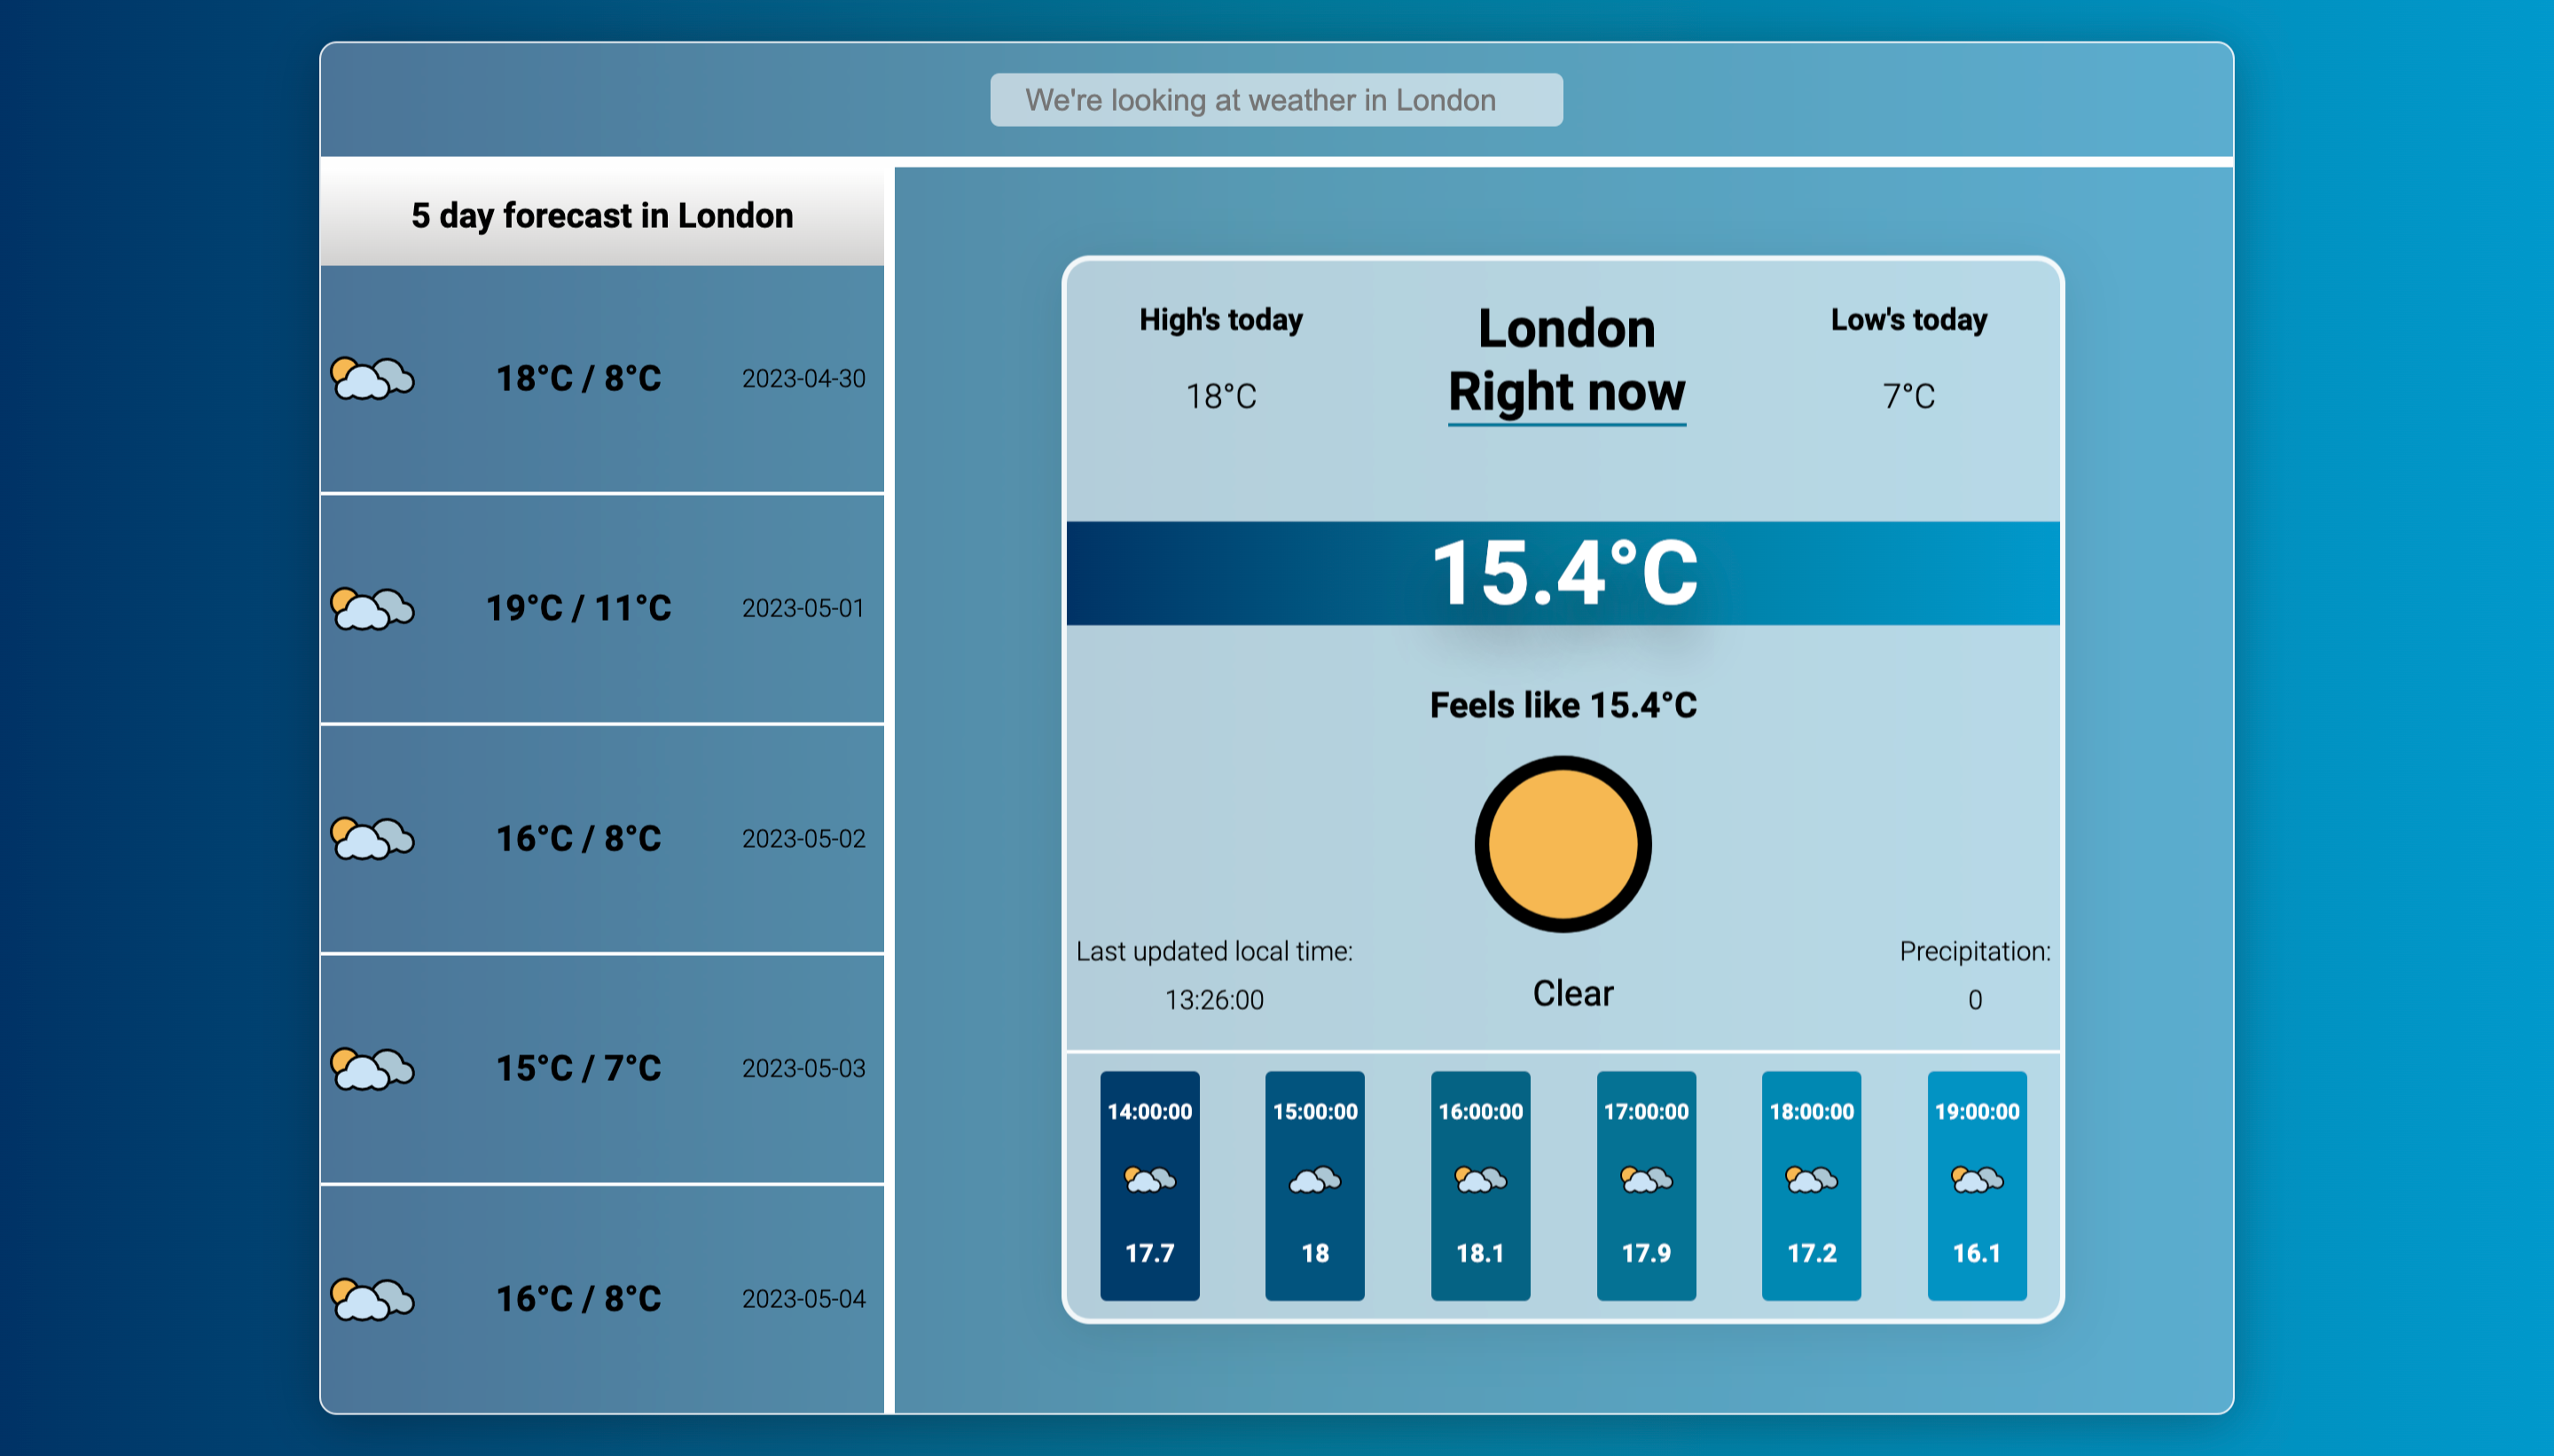 We're looking at weather in London
5 day forecast in London
18°C / 8°C
2023-04-30
19°C / 11°C
2023-05-01
16°C / 8°C
2023-05-02
15°C / 7°C
2023-05-03
16°C / 8°C
2023-05-04
High's today
18°C
London
Right now
Low's today
7°C
15.4°C
Feels like 15.4°C
Last updated local time:
13:26:00
Clear
Precipitation:
0
14:00:00
17.7
15:00:00
18
16:00:00
18.1
17:00:00
17.9
18:00:00
17.2
19:00:00
16.1